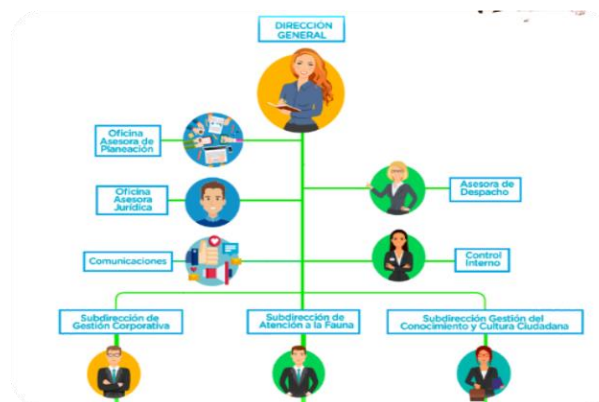 DIRECCIÓN
GENERAL
Oficina
Asesora de
Planeación
Oficina
Asesora
Jurídica
Asesora de
Despacho
Comunicaciones
Control
Interno
Subdirección de
Gestión Corporativa
Subdirección de
Atención a la Fauna
Subdirección Gestión del
Conocimiento y Cultura Ciudadana